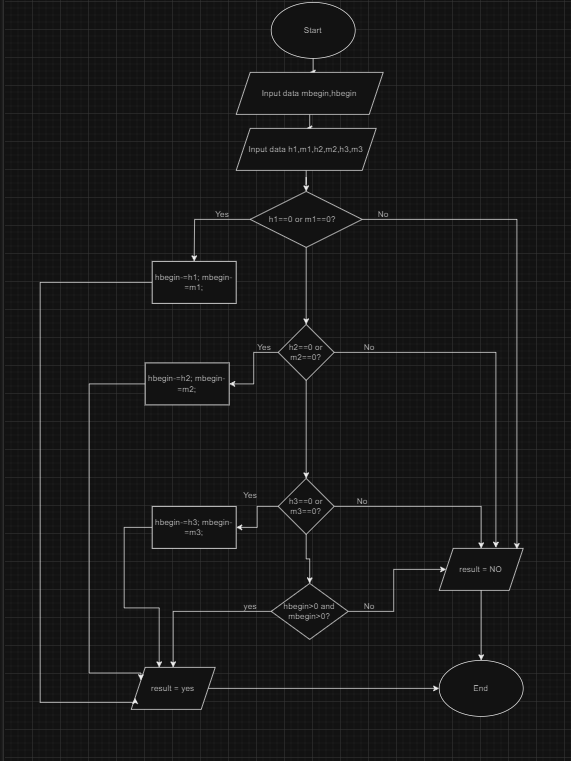 Start
Input data mbegin,hbegin
Input data h1,m1,h2,m2,h3,m3
Yes
h1==0 or m1==0?
No
hbegin-=h1; mbegin-
=m1;
Yes
h2==0 or
m2==0?
No
hbegin-=h2; mbegin-
=m2;
Yes
h3==0 or
m3==0?
No
hbegin-=h3; mbegin-
=m3;
result = NO
yes
hbegin>0 and
mbegin>0?
No
result = yes
End